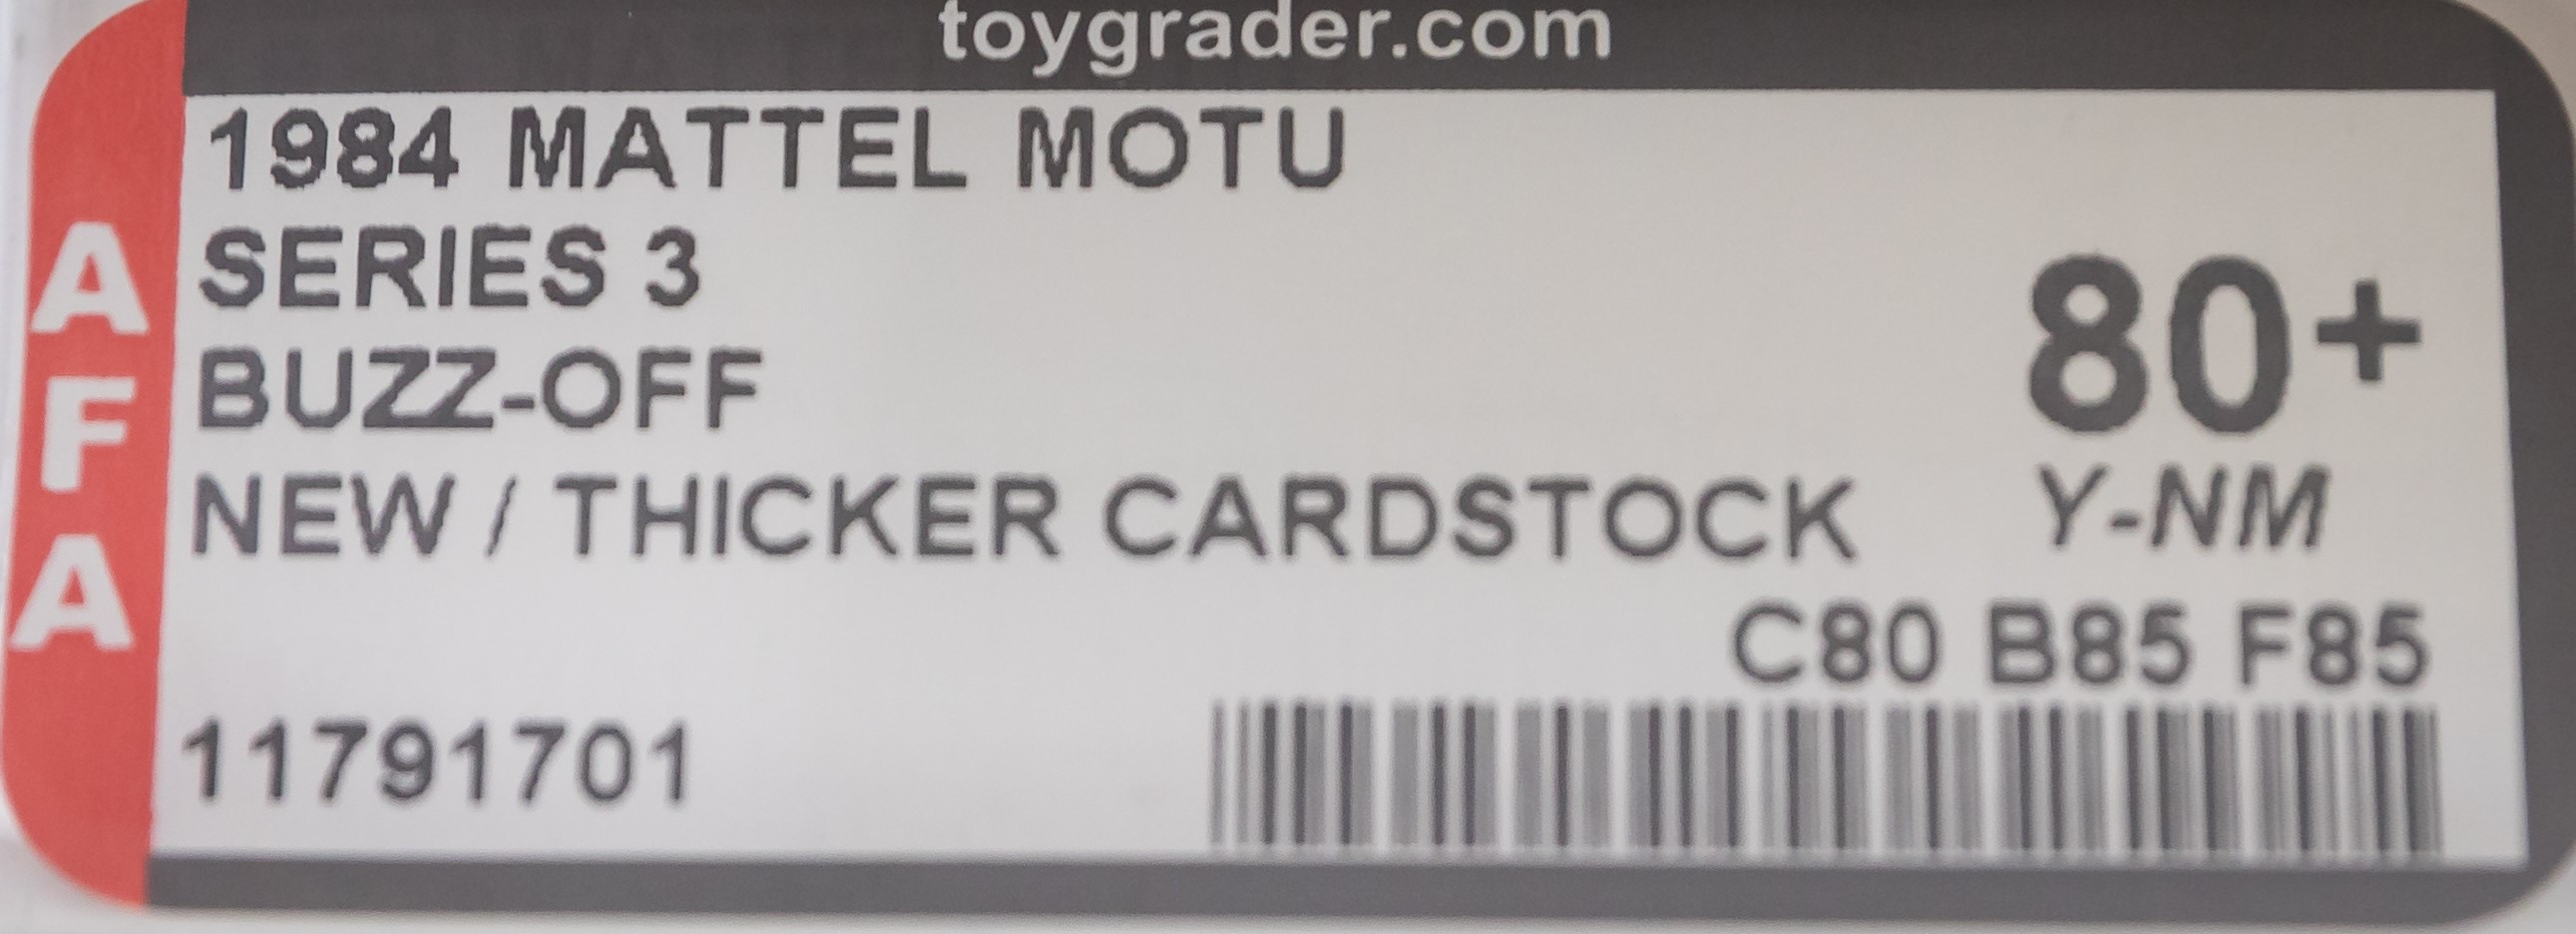 toygrader.com
AFA
1984 MATTEL MOTU
SERIES 3
BUZZ-OFF
NEW / THICKER CARDSTOCK
80+
Y-NM
C80 B85 F85
11791701